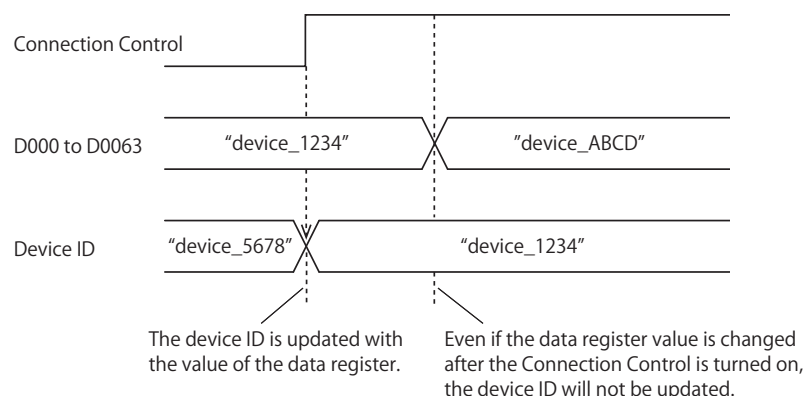 Connection Control
D000 to D0063
“device_1234”
”device_ABCD”
Device ID
“device_5678”
“device_1234”
The device ID is updated with
the value of the data register.
Even if the data register value is changed
after the Connection Control is turned on,
the device ID will not be updated.